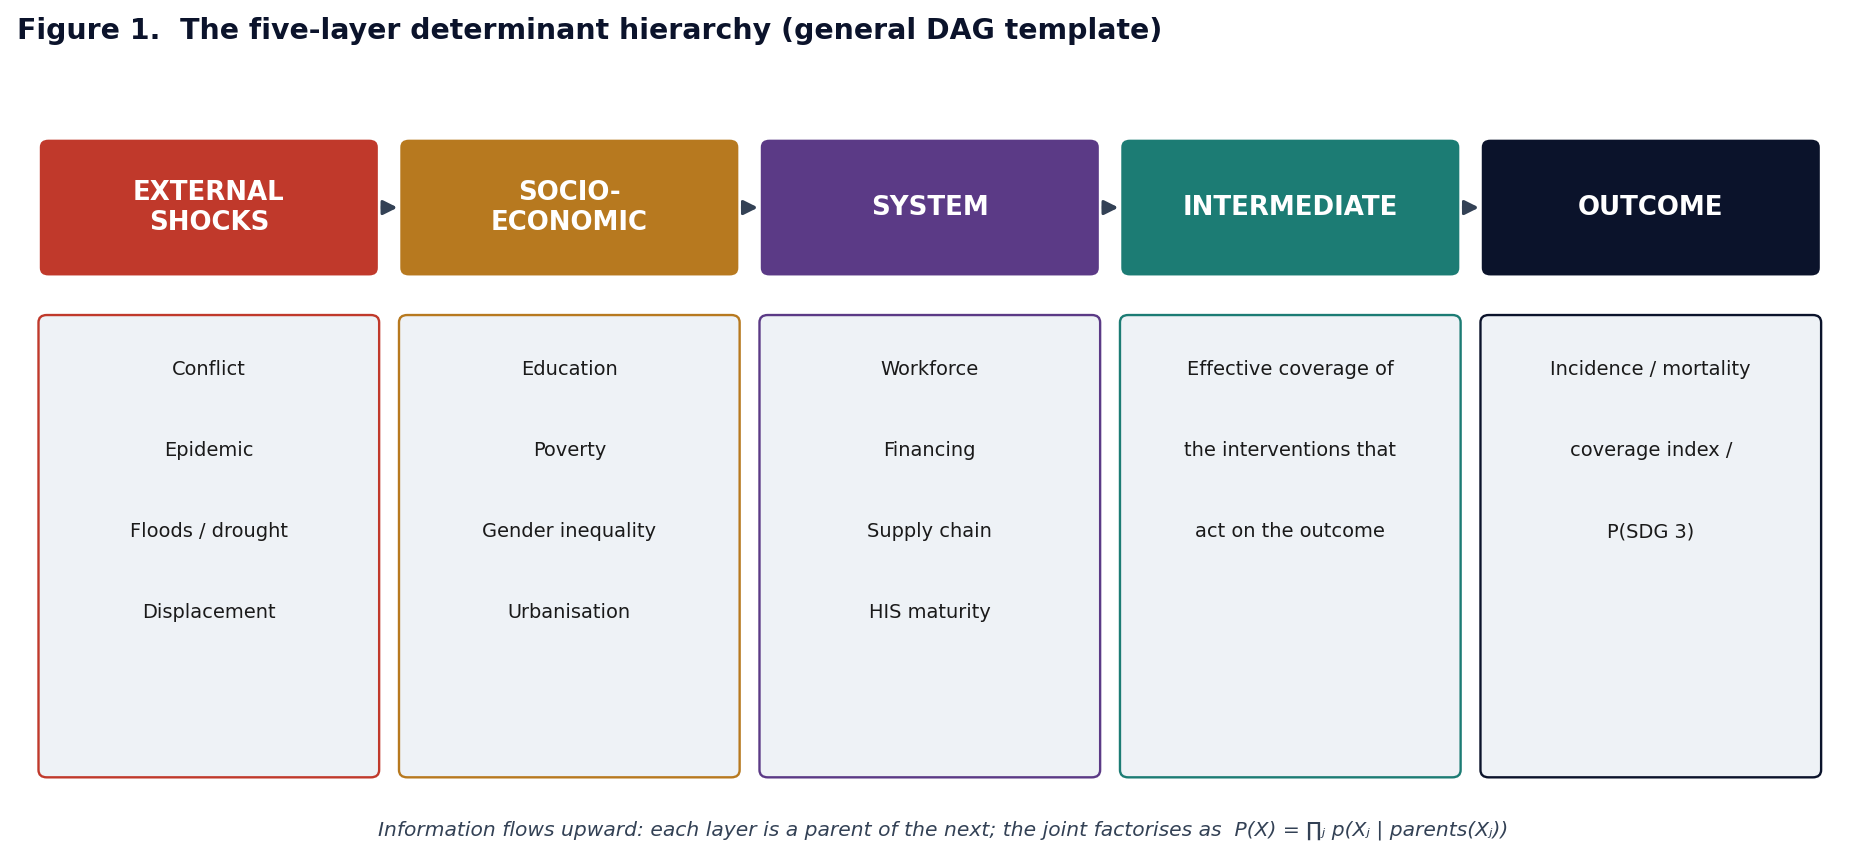 Figure 1.  The five-layer determinant hierarchy (general DAG template)
EXTERNAL
SHOCKS
SOCIO-
ECONOMIC
SYSTEM
INTERMEDIATE
OUTCOME
Conflict
Epidemic
Floods / drought
Displacement
Education
Poverty
Gender inequality
Urbanisation
Workforce
Financing
Supply chain
HIS maturity
Effective coverage of
the interventions that
act on the outcome
Incidence / mortality
coverage index /
P(SDG 3)
Information flows upward: each layer is a parent of the next; the joint factorises as  P(X) = ∏ⱼ p(Xⱼ | parents(Xⱼ))